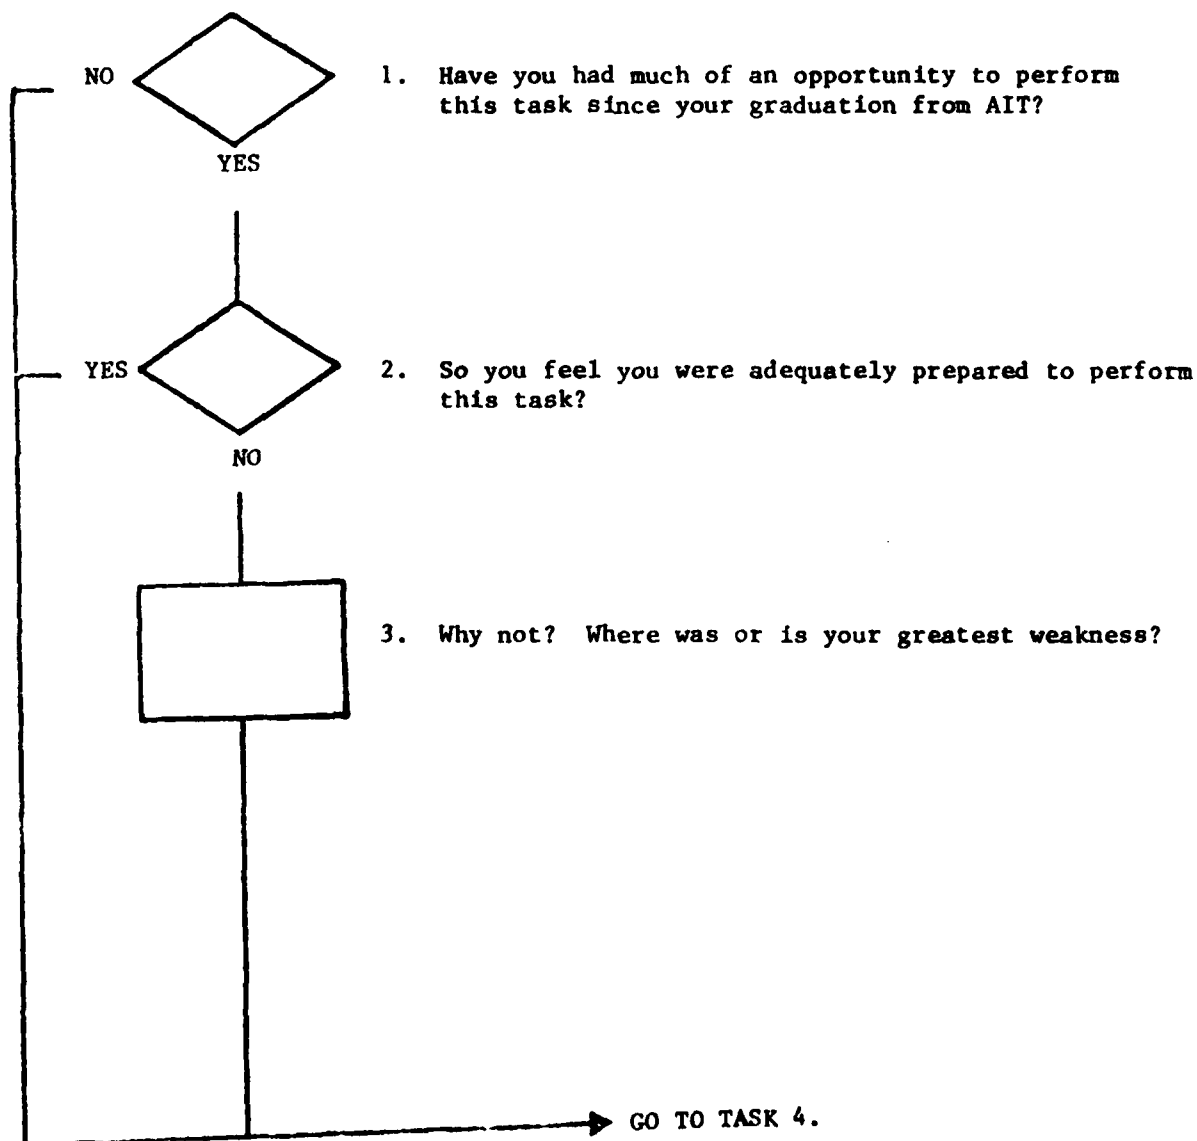 NO
1. Have you had much of an opportunity to perform
this task since your graduation from AIT?
YES
YES
2. So you feel you were adequately prepared to perform
this task?
NO
3. Why not? Where was or is your greatest weakness?
GO TO TASK 4.